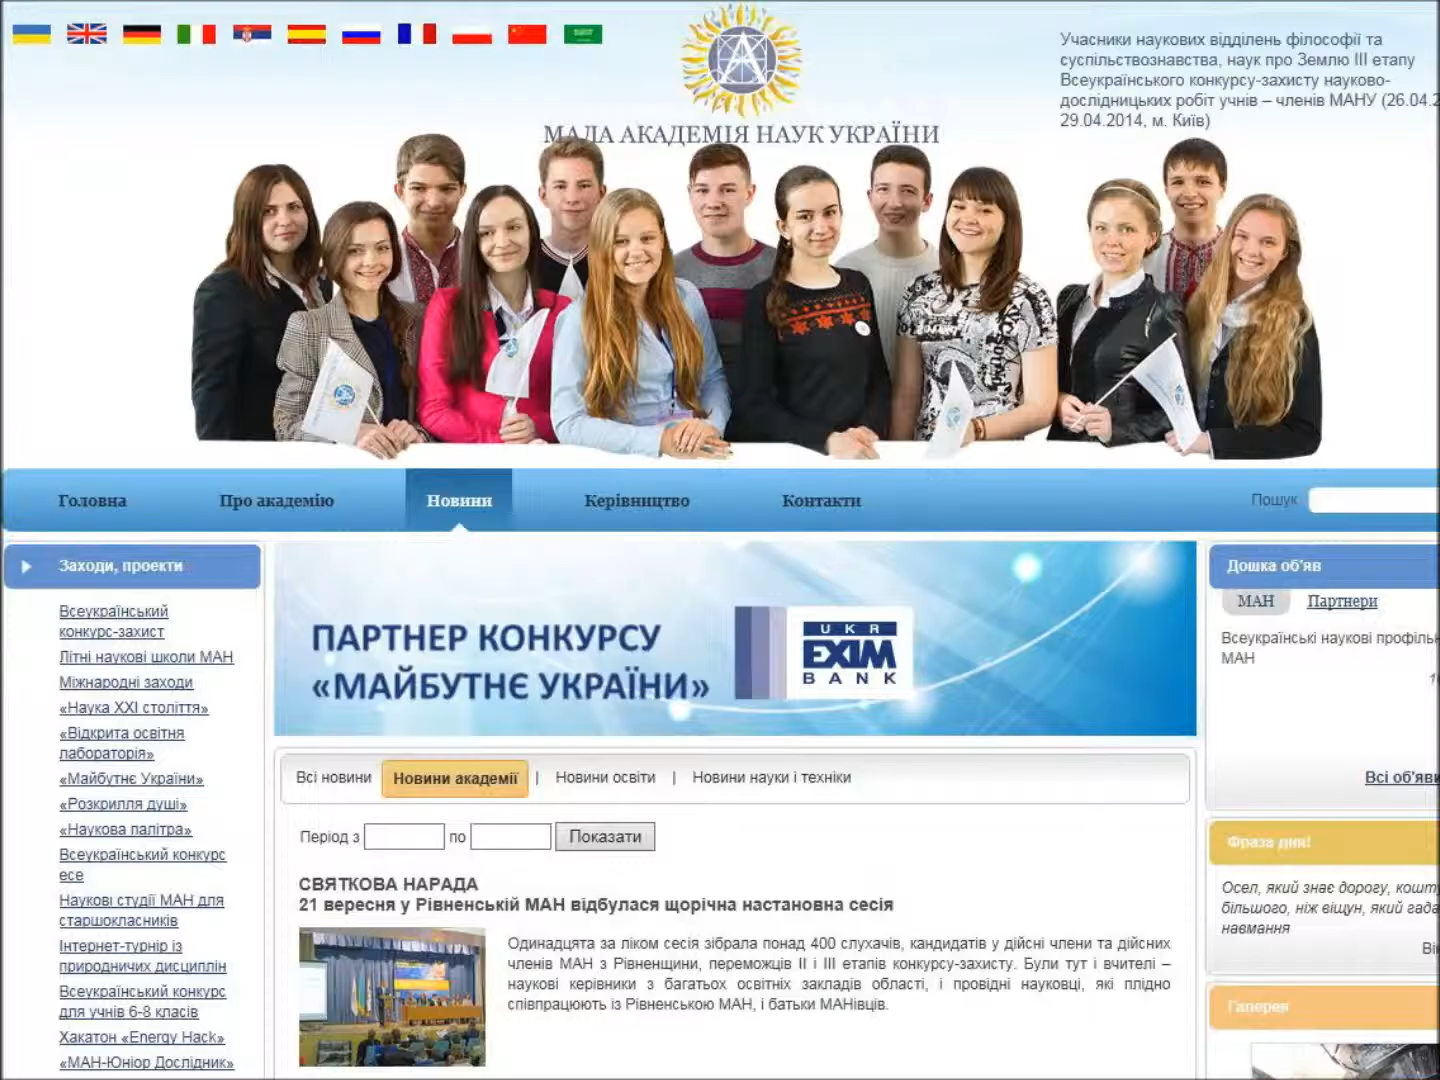 Учасники наукових відділень філософії та
суспільствознавства, наук про Землю III етапу
Всеукраїнського конкурсу-захисту науково-
дослідницьких робіт учнів – членів МАНУ (26.04.2
29.04.2014, м. Київ)
МАЛА АКАДЕМІЯ НАУК УКРАЇНИ
Головна
Про академію
Новини
Керівництво
Контакти
Пошук
Заходи, проекти
Всеукраїнський
конкурс-захист
Літні наукові школи МАН
Міжнародні заходи
«Наука XXI століття»
«Відкрита освітня
лабораторія»
«Майбутнє України»
«Розкрилля душі»
«Наукова палітра»
Всеукраїнський конкурс
есе
Наукові студії МАН для
старшокласників
Інтернет-турнір із
природничих дисциплін
Всеукраїнський конкурс
для учнів 6-8 класів
Хакатон «Energy Hack»
«МАН-Юніор Дослідник»
ПАРТНЕР КОНКУРСУ
«МАЙБУТНЄ УКРАЇНИ»
UKR
EXIM
BANK
Всі новини Новини академії | Новини освіти | Новини науки і техніки
Період з по Показати
СВЯТКОВА НАРАДА
21 вересня у Рівненській МАН відбулася щорічна настановна сесія
Одинадцята за ліком сесія зібрала понад 400 слухачів, кандидатів у дійсні члени та дійсних
членів МАН з Рівненщини, переможців II і III етапів конкурсу-захисту. Були тут і вчителі –
наукові керівники з багатьох освітніх закладів області, і провідні науковці, які плідно
співпрацюють із Рівненською МАН, і батьки МАНівців.
Дошка об'яв
МАН Партнери
Всеукраїнські наукові профіль
МАН
Всі об'яви
Фраза дня!
Осел, який знає дорогу, кошту
більшого, ніж віщун, який гада
навмання
Ві
Галерея